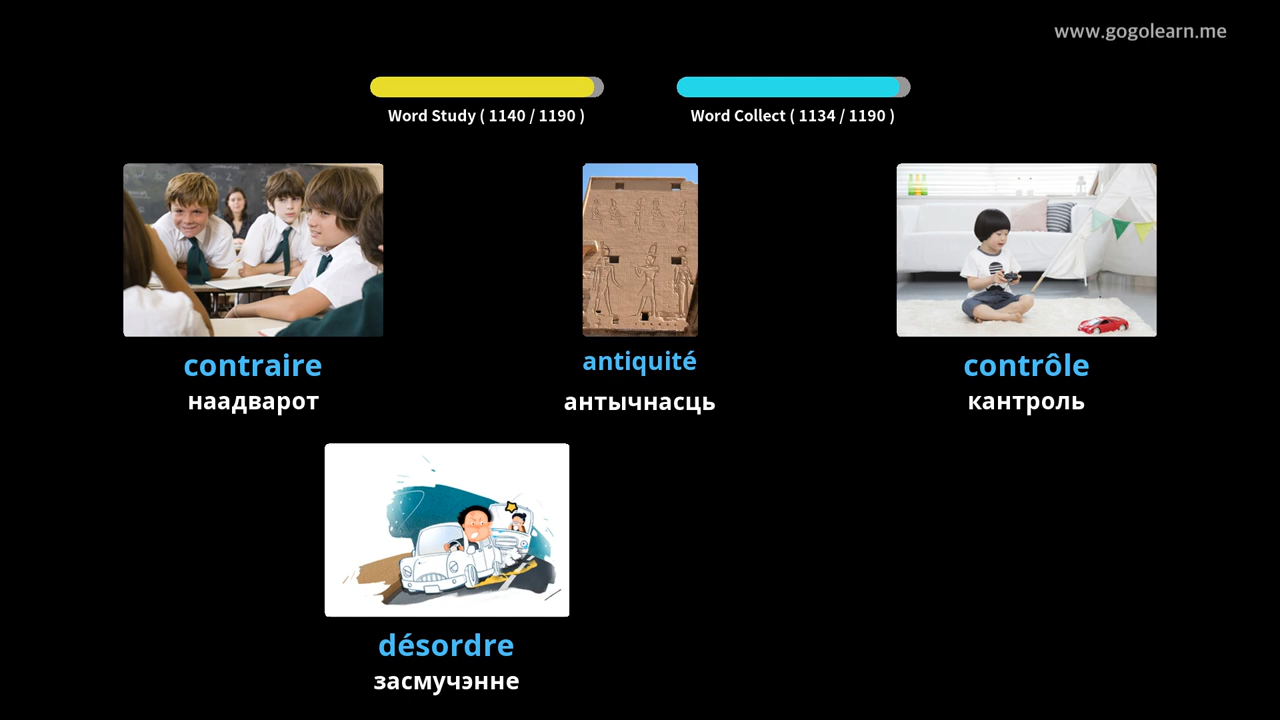 www.gogolearn.me
Word Study ( 1140 / 1190 )
Word Collect ( 1134 / 1190 )
contraire
наадварот
antiquité
антычнасць
contrôle
кантроль
désordre
засмучэнне